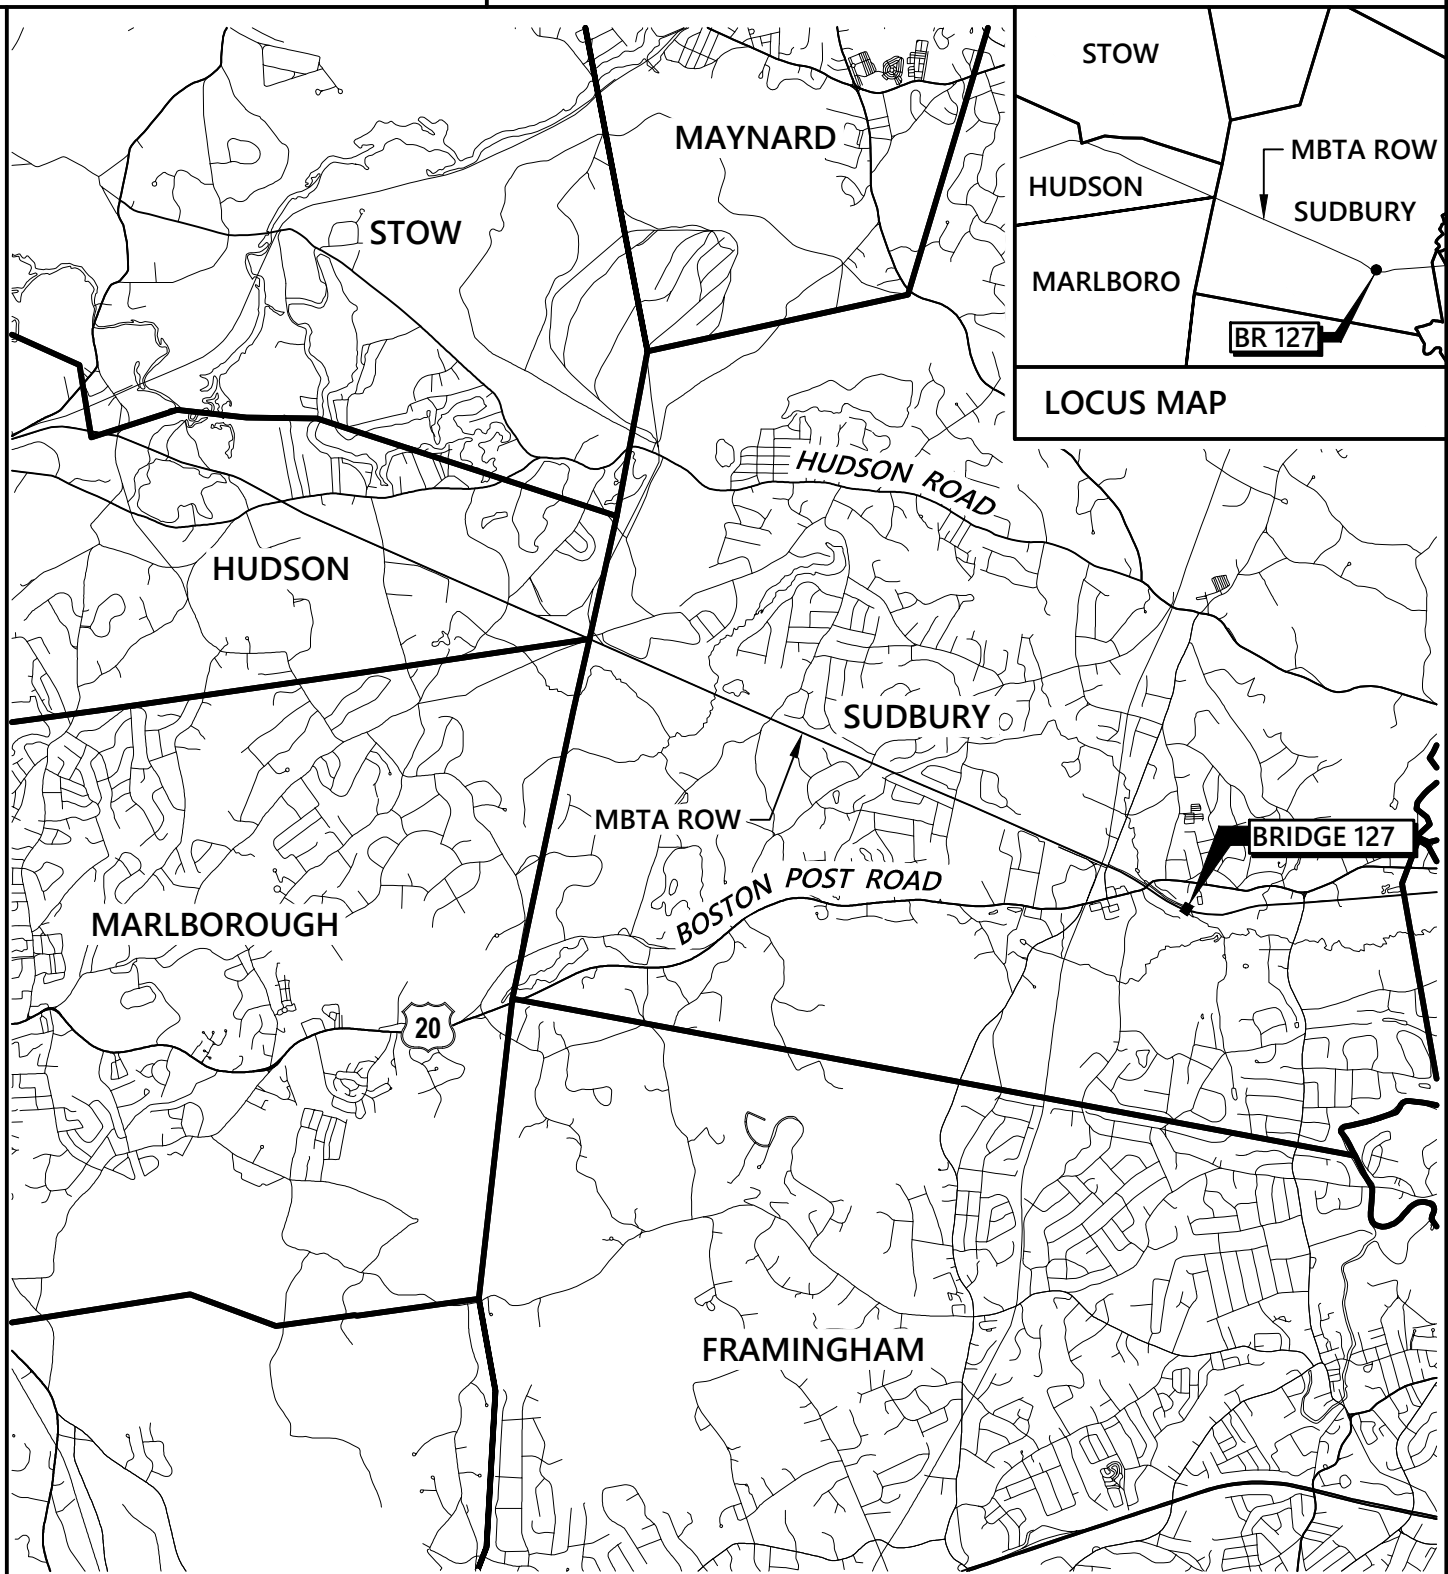 STOW
MAYNARD
MBTA ROW
HUDSON
SUDBURY
STOW
MARLBORO
BR 127
LOCUS MAP
HUDSON ROAD
HUDSON
SUDBURY
MBTA ROW
BRIDGE 127
BOSTON POST ROAD
MARLBOROUGH
20
FRAMINGHAM